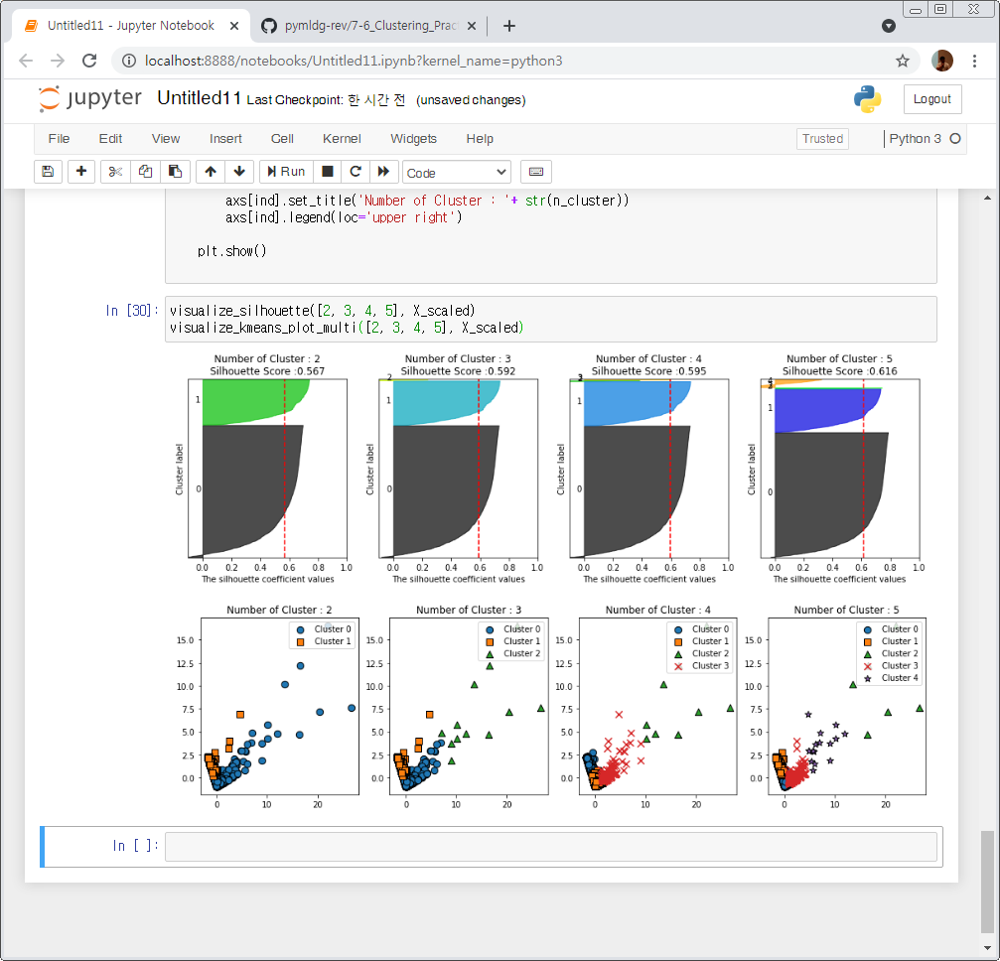 Untitled11 - Jupyter Notebook
pymldg-rev/7-6_Clustering_Prac
localhost:8888/notebooks/Untitled11.ipynb?kernel_name=python3
jupyter Untitled11 Last Checkpoint: 한 시간 전 (unsaved changes)
Logout
File Edit View Insert Cell Kernel Widgets Help Trusted Python 3
Run Code
axs[ind].set_title('Number of Cluster : '+ str(n_cluster))
axs[ind].legend(loc='upper right')
plt.show()
In [30]: visualize_silhouette([2, 3, 4, 5], X_scaled)
visualize_kmeans_plot_multi([2, 3, 4, 5], X_scaled)
Number of Cluster : 2
Silhouette Score :0.567
1
0
Cluster label
0.0 0.2 0.4 0.6 0.8 1.0
The silhouette coefficient values
Number of Cluster : 3
Silhouette Score :0.592
2
1
0
Cluster label
0.0 0.2 0.4 0.6 0.8 1.0
The silhouette coefficient values
Number of Cluster : 4
Silhouette Score :0.595
1
0
Cluster label
0.0 0.2 0.4 0.6 0.8 1.0
The silhouette coefficient values
Number of Cluster : 5
Silhouette Score :0.616
1
0
Cluster label
0.0 0.2 0.4 0.6 0.8 1.0
The silhouette coefficient values
Number of Cluster : 2
Cluster 0
Cluster 1
15.0
12.5
10.0
7.5
5.0
2.5
0.0
0 10 20
Number of Cluster : 3
Cluster 0
Cluster 1
Cluster 2
15.0
12.5
10.0
7.5
5.0
2.5
0.0
0 10 20
Number of Cluster : 4
Cluster 0
Cluster 1
Cluster 2
Cluster 3
15.0
12.5
10.0
7.5
5.0
2.5
0.0
0 10 20
Number of Cluster : 5
Cluster 0
Cluster 1
Cluster 2
Cluster 3
Cluster 4
15.0
12.5
10.0
7.5
5.0
2.5
0.0
0 10 20
In [ ]: